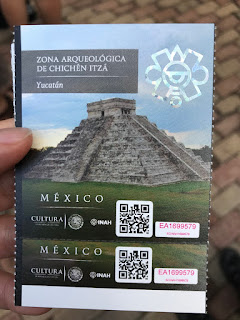 ZONA ARQUEOLÓGICA
DE CHICHÉN ITZÁ
Yucatán
MÉXICO
CULTURA
INAH
EA1699579
MÉXICO
CULTURA
INAH
EA1699579